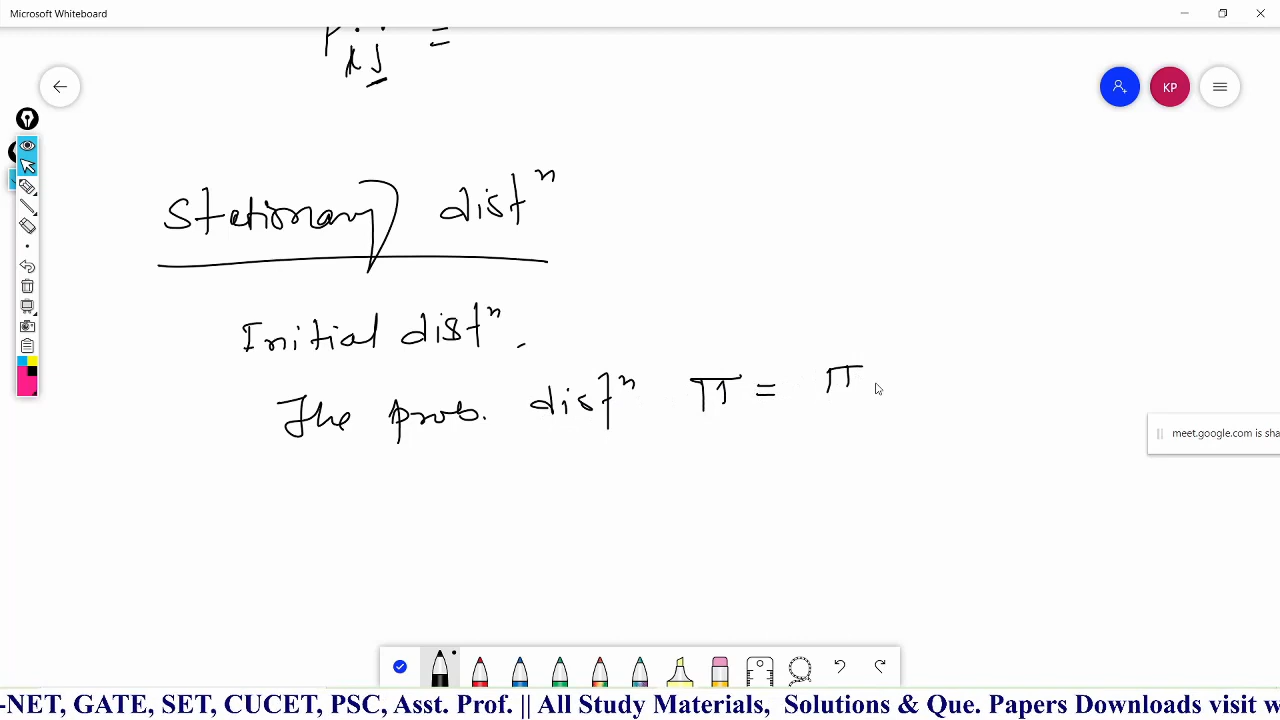 Microsoft Whiteboard
Pij =
KP
Stationary distⁿ
Initial distⁿ.
The prob. distⁿ Π = Π
meet.google.com is sha
-NET, GATE, SET, CUCET, PSC, Asst. Prof. || All Study Materials, Solutions & Que. Papers Downloads visit w